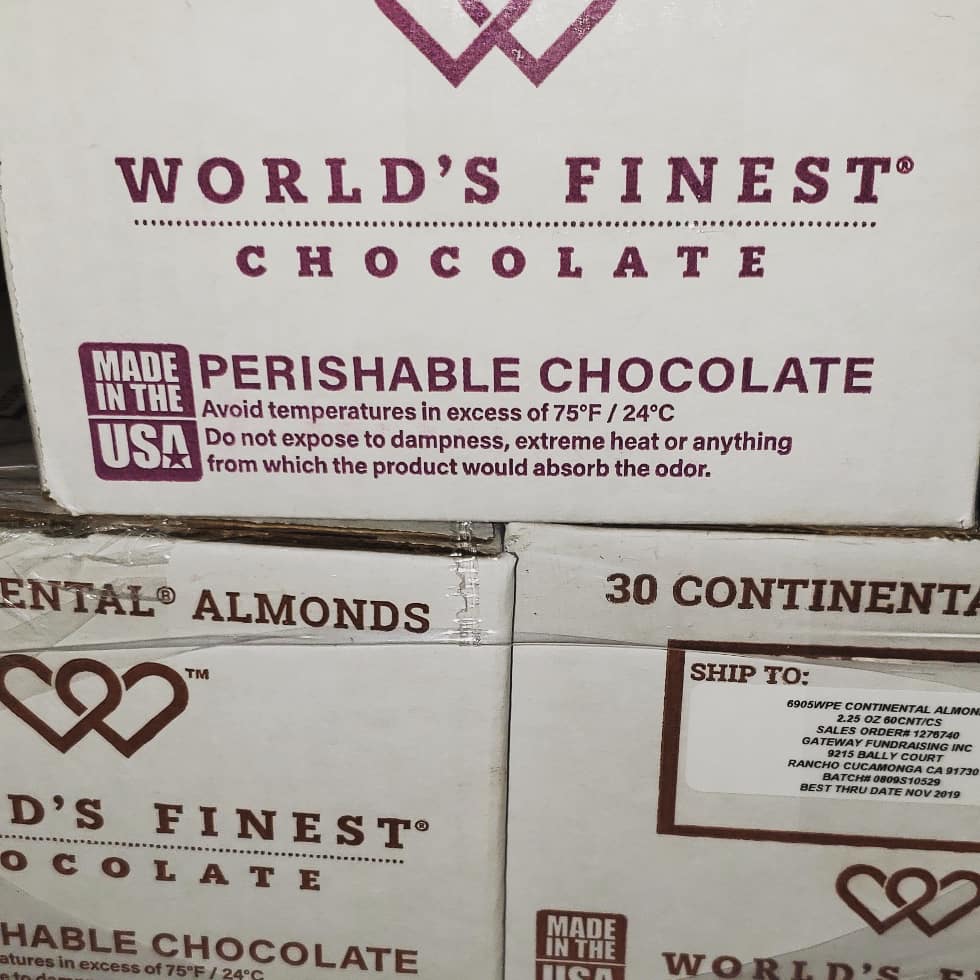 WORLD'S FINEST®
CHOCOLATE
MADE
IN THE
USA
PERISHABLE CHOCOLATE
Avoid temperatures in excess of 75°F / 24°C
Do not expose to dampness, extreme heat or anything
from which the product would absorb the odor.
ENTAL® ALMONDS
™
D'S FINEST®
OCOLATE
HABLE CHOCOLATE
atures in excess of 75°F / 24°C
30 CONTINENTA
SHIP TO:
6905WPE CONTINENTAL ALMON
2.25 OZ 60CNT/CS
SALES ORDER# 1276740
GATEWAY FUNDRAISING INC
9215 BALLY COURT
RANCHO CUCAMONGA CA 91730
BATCH# 0809S10529
BEST THRU DATE NOV 2019
MADE
IN THE
USA
WORLD'S F